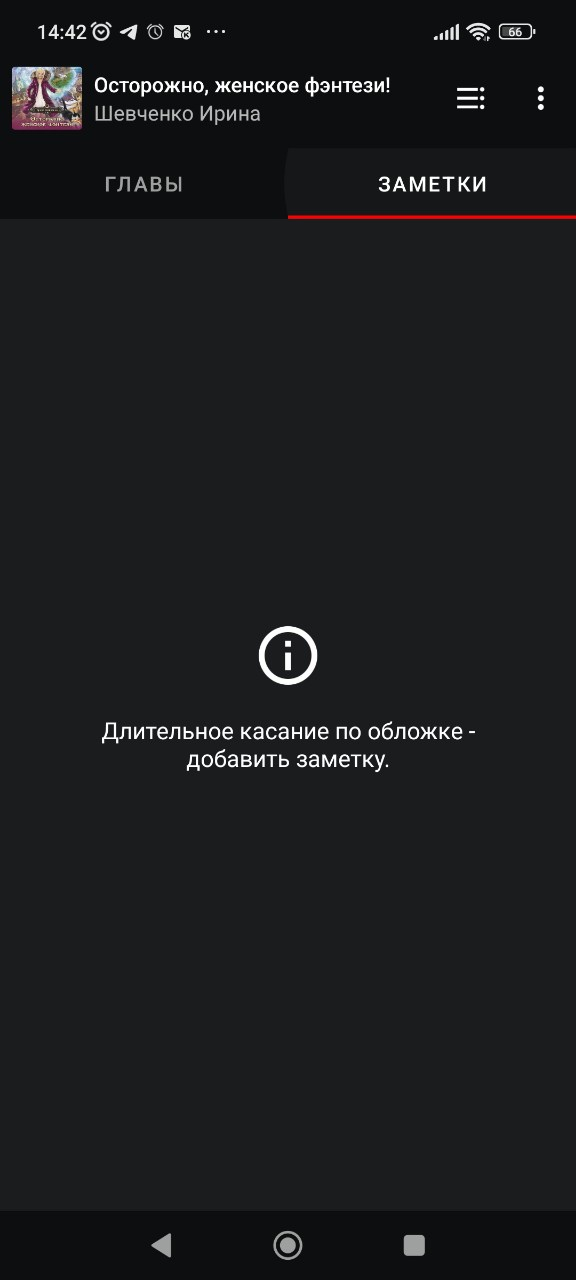 14:42
66
Осторожно, женское фэнтези!
Шевченко Ирина
ГЛАВЫ
ЗАМЕТКИ
Длительное касание по обложке -
добавить заметку.